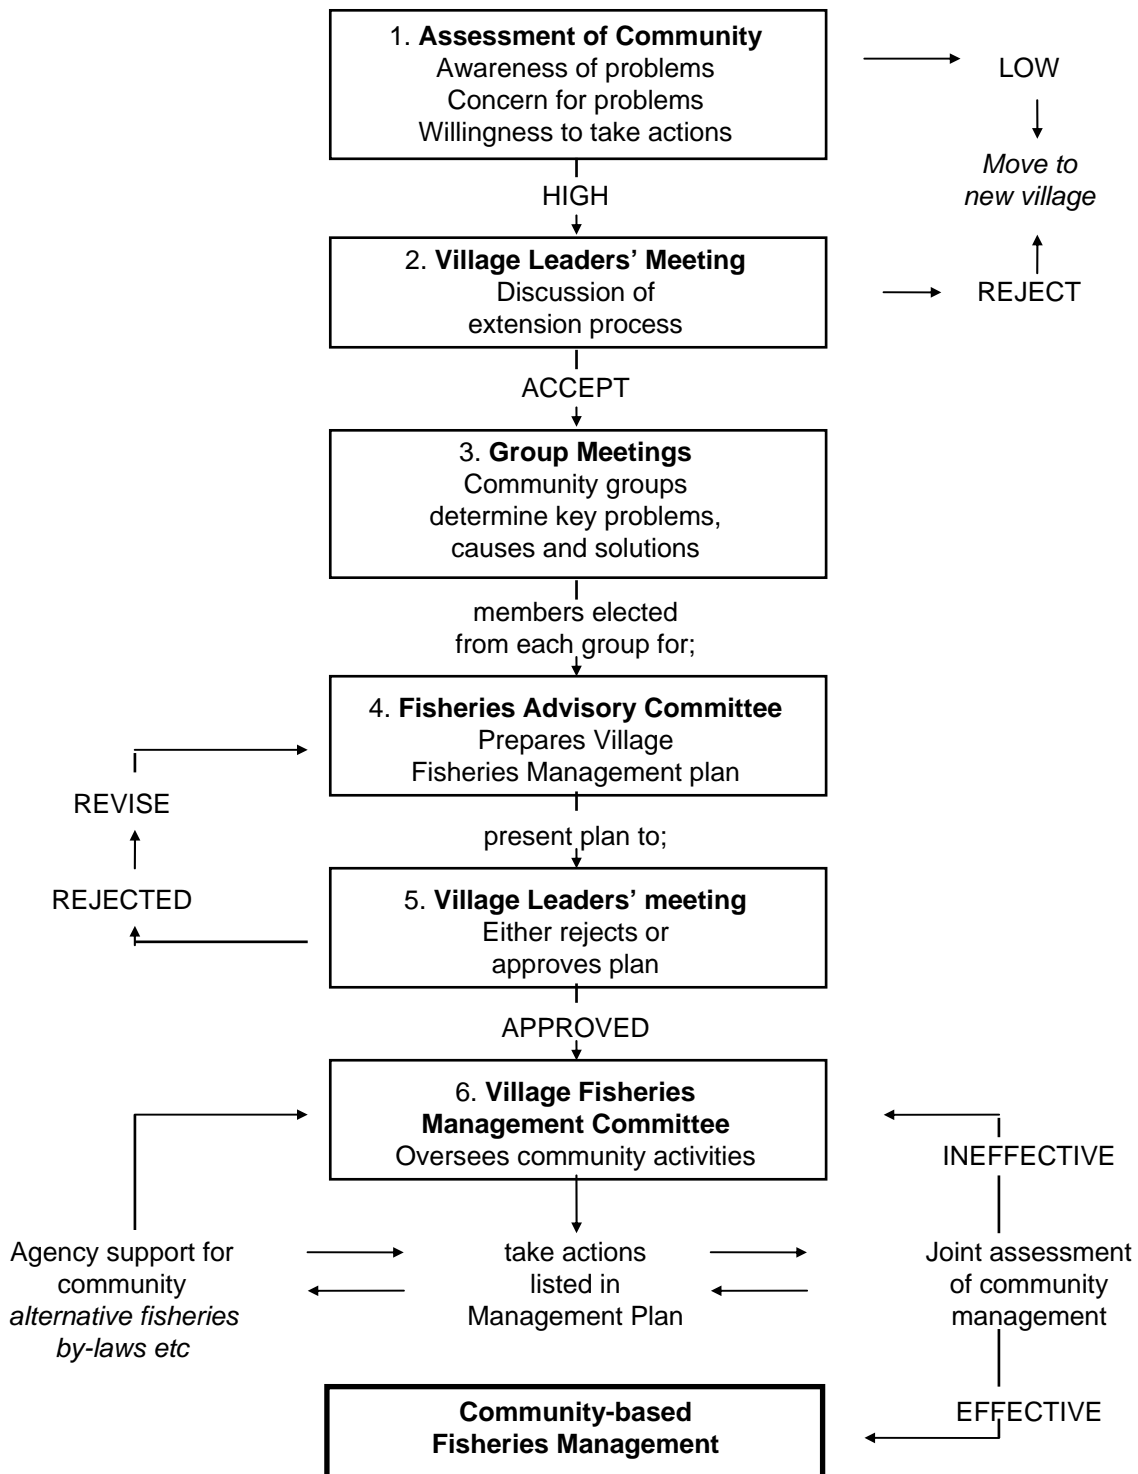 1. Assessment of Community
Awareness of problems
Concern for problems
Willingness to take actions
LOW
Move to
new village
HIGH
2. Village Leaders’ Meeting
Discussion of
extension process
REJECT
ACCEPT
3. Group Meetings
Community groups
determine key problems,
causes and solutions
members elected
from each group for;
4. Fisheries Advisory Committee
Prepares Village
Fisheries Management plan
REVISE
present plan to;
REJECTED
5. Village Leaders’ meeting
Either rejects or
approves plan
APPROVED
6. Village Fisheries
Management Committee
Oversees community activities
INEFFECTIVE
Agency support for
community
alternative fisheries
by-laws etc
take actions
listed in
Management Plan
Joint assessment
of community
management
EFFECTIVE
Community-based
Fisheries Management